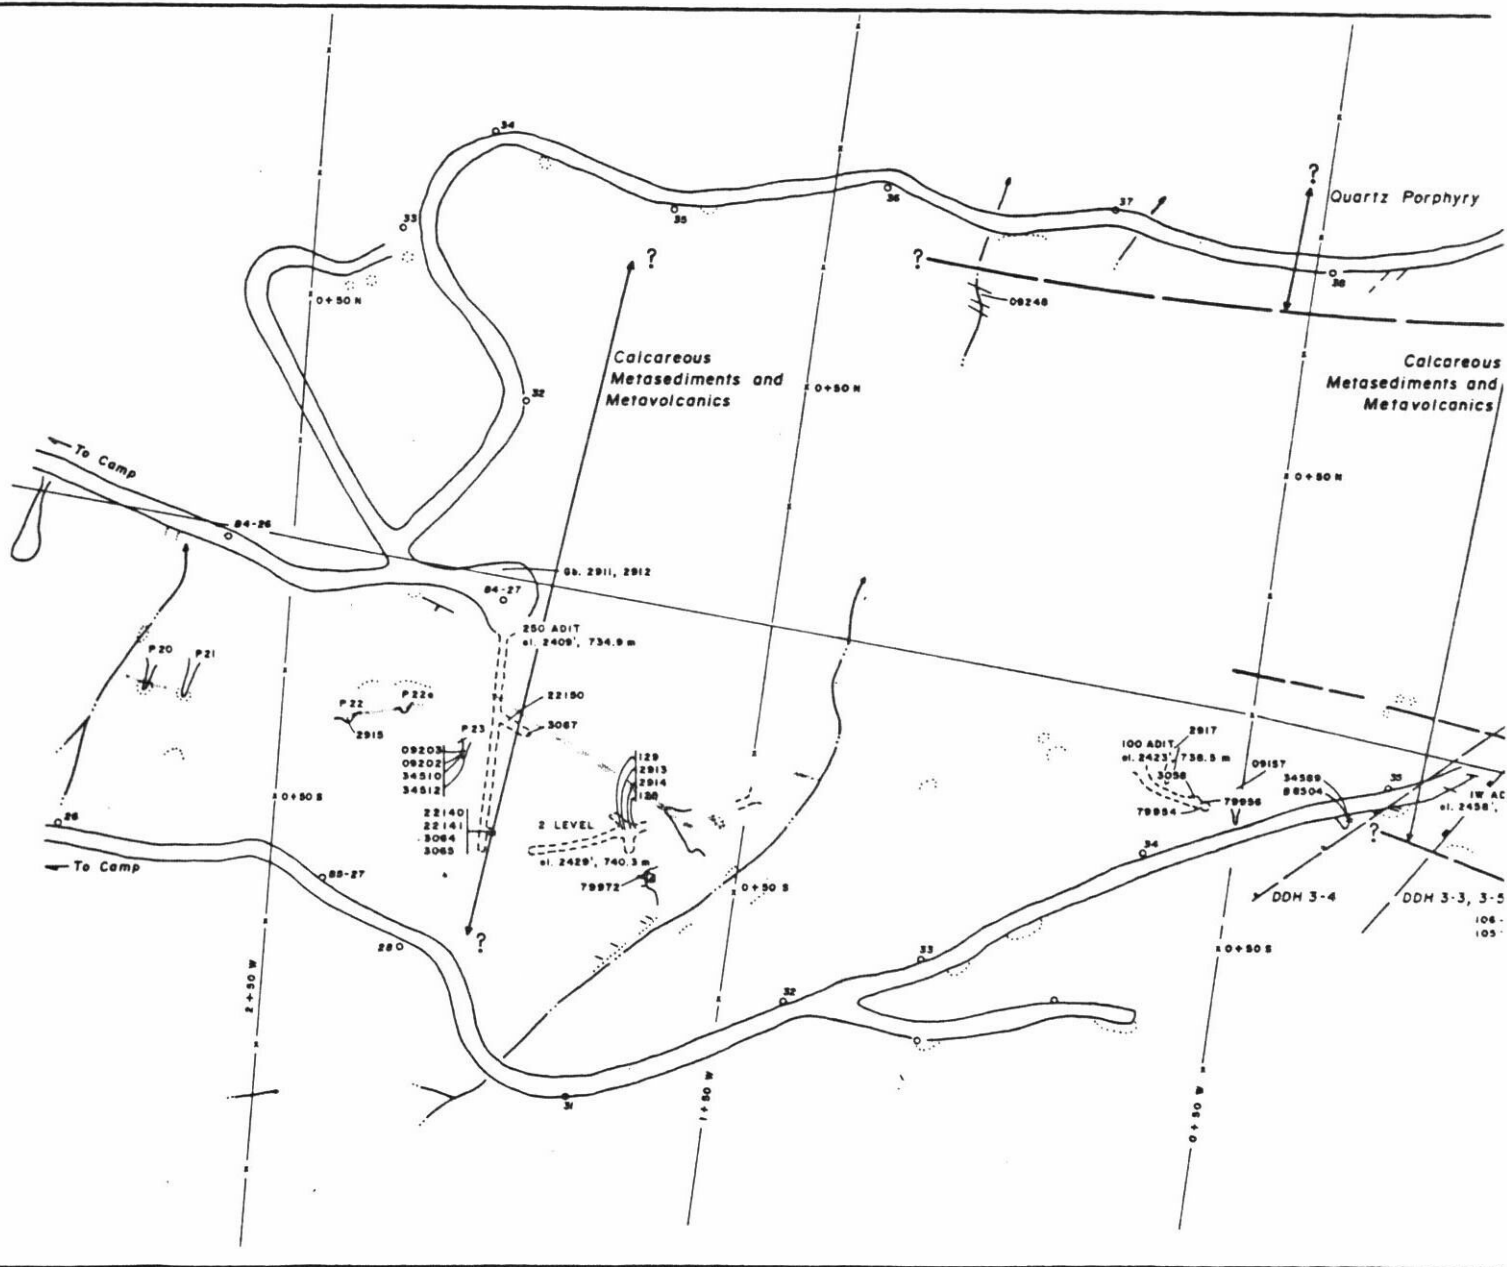 34
33
35
36
37
38
?
Quartz Porphyry
?
?
0+50 N
09248
Calcareous
Metasediments and
Metavolcanics
32
0+50 N
Calcareous
Metasediments and
Metavolcanics
To Camp
84-26
0+50 N
Gb. 2911, 2912
84-27
250 ADIT
el. 2409', 734.9 m
P20
P21
P22
P22a
2915
22150
3067
P23
09203
09202
34510
34512
129
2913
2914
22140
22141
3064
3065
2 LEVEL
el. 2429', 740.3 m
79972
0+50 S
0+50 S
100 ADIT
el. 2423', 738.5 m
2917
3058
79954
79956
09157
34589
88504
35
el. 2458',
?
34
DDH 3-4
DDH 3-3, 3-5
106-
105-
0+50 S
26
To Camp
85-27
28
?
33
32
31
2+50 W
1+50 W
0+50 W